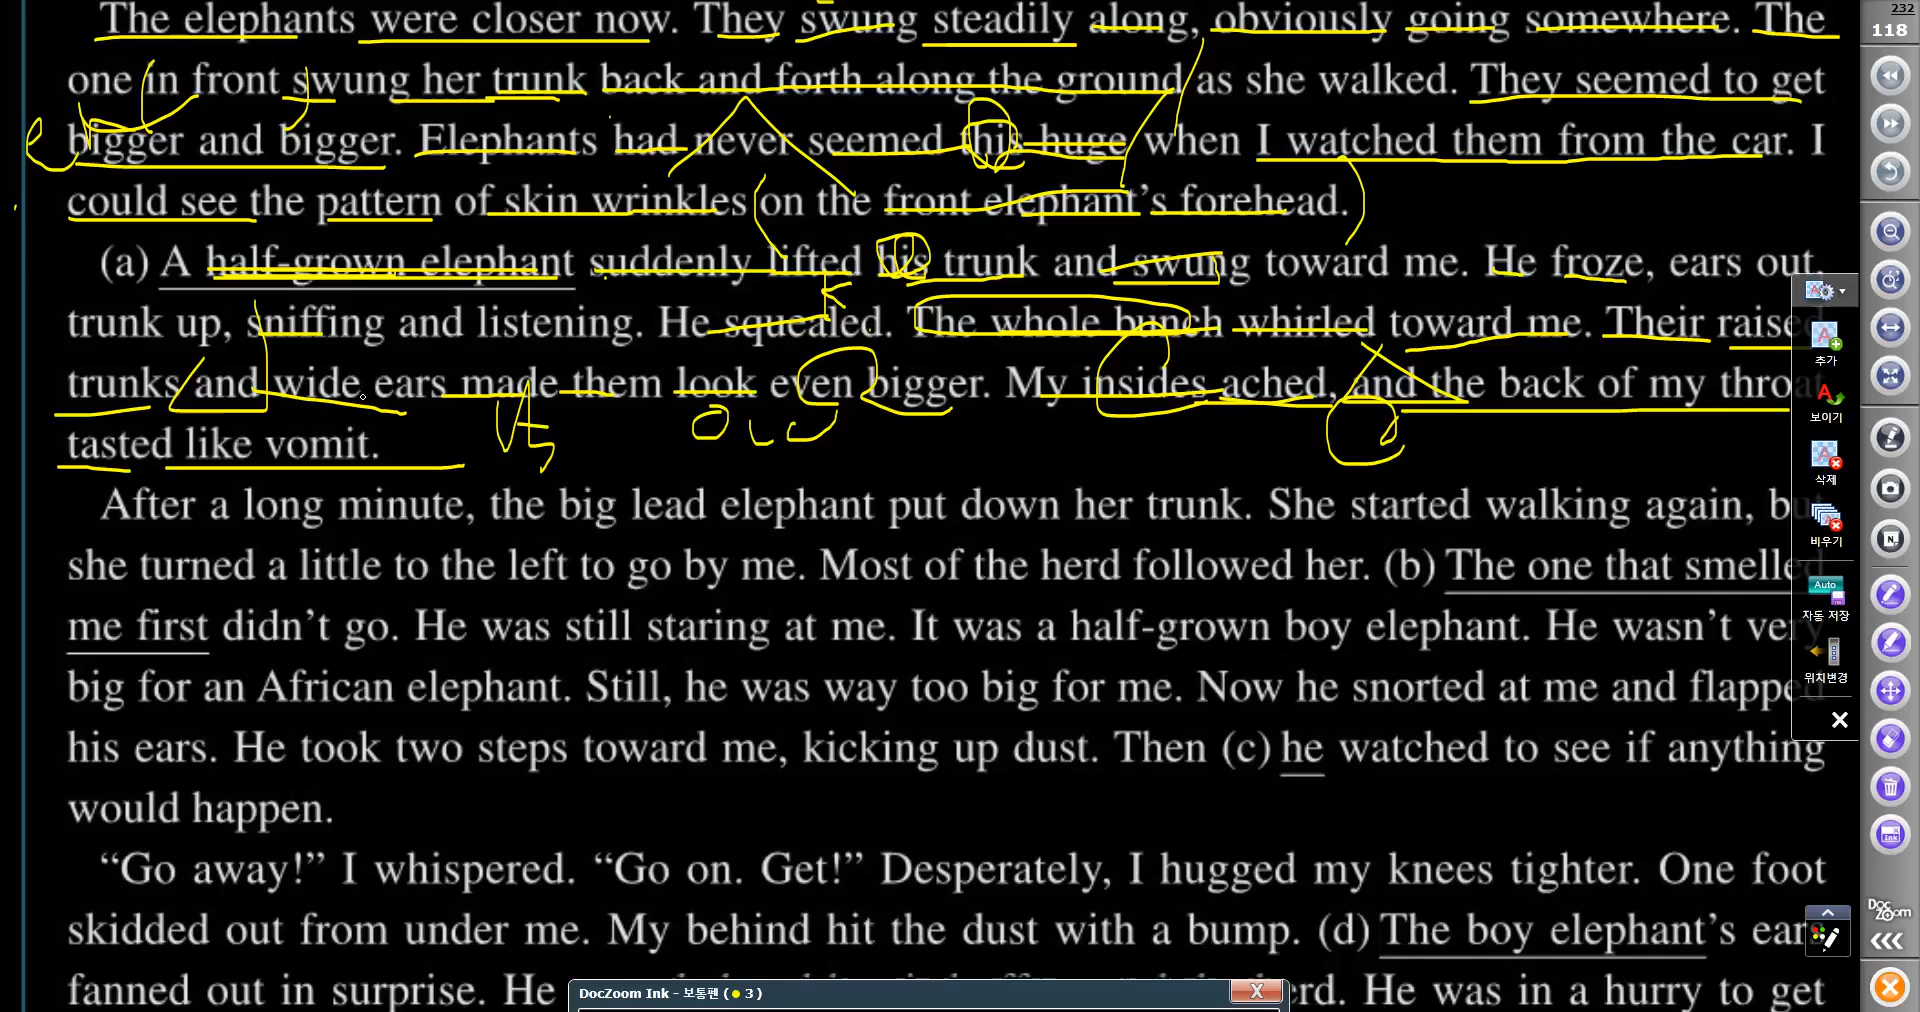 The elephants were closer now. They swung steadily along, obviously going somewhere. The
one in front swung her trunk back and forth along the ground as she walked. They seemed to get
bigger and bigger. Elephants had never seemed this huge when I watched them from the car. I
could see the pattern of skin wrinkles on the front elephant's forehead.
(a) A half-grown elephant suddenly lifted his trunk and swung toward me. He froze, ears out,
trunk up, sniffing and listening. He squealed. The whole bunch whirled toward me. Their raised
trunks and wide ears made them look even bigger. My insides ached, and the back of my throat
tasted like vomit.
After a long minute, the big lead elephant put down her trunk. She started walking again, but
she turned a little to the left to go by me. Most of the herd followed her. (b) The one that smelled
me first didn't go. He was still staring at me. It was a half-grown boy elephant. He wasn't very
big for an African elephant. Still, he was way too big for me. Now he snorted at me and flapped
his ears. He took two steps toward me, kicking up dust. Then (c) he watched to see if anything
would happen.
“Go away!” I whispered. “Go on. Get!” Desperately, I hugged my knees tighter. One foot
skidded out from under me. My behind hit the dust with a bump. (d) The boy elephant's ears
fanned out in surprise. He
erd. He was in a hurry to get
DocZoom Ink - 보통펜 ( 3 )
X
232
118
추가
보이기
삭제
비우기
Auto
자동 저장
위치변경
Doc
Zoom